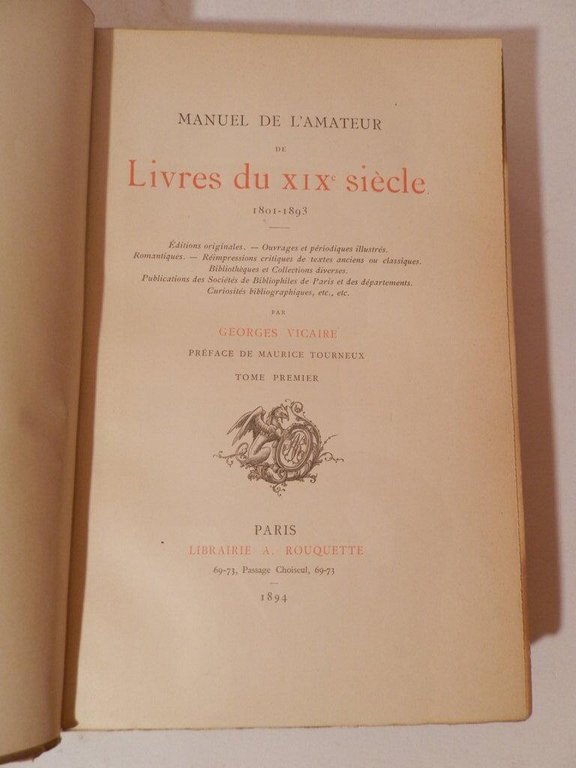 MANUEL DE L'AMATEUR
DE
Livres du XIXe siècle
1801-1893
Éditions originales. — Ouvrages et périodiques illustrés.
Romantiques. — Réimpressions critiques de textes anciens ou classiques.
Bibliothèques et Collections diverses.
Publications des Sociétés de Bibliophiles de Paris et des départements.
Curiosités bibliographiques, etc., etc.
PAR
GEORGES VICAIRE
PRÉFACE DE MAURICE TOURNEUX
TOME PREMIER
PARIS
LIBRAIRIE A. ROUQUETTE
69-73, Passage Choiseul, 69-73
1894